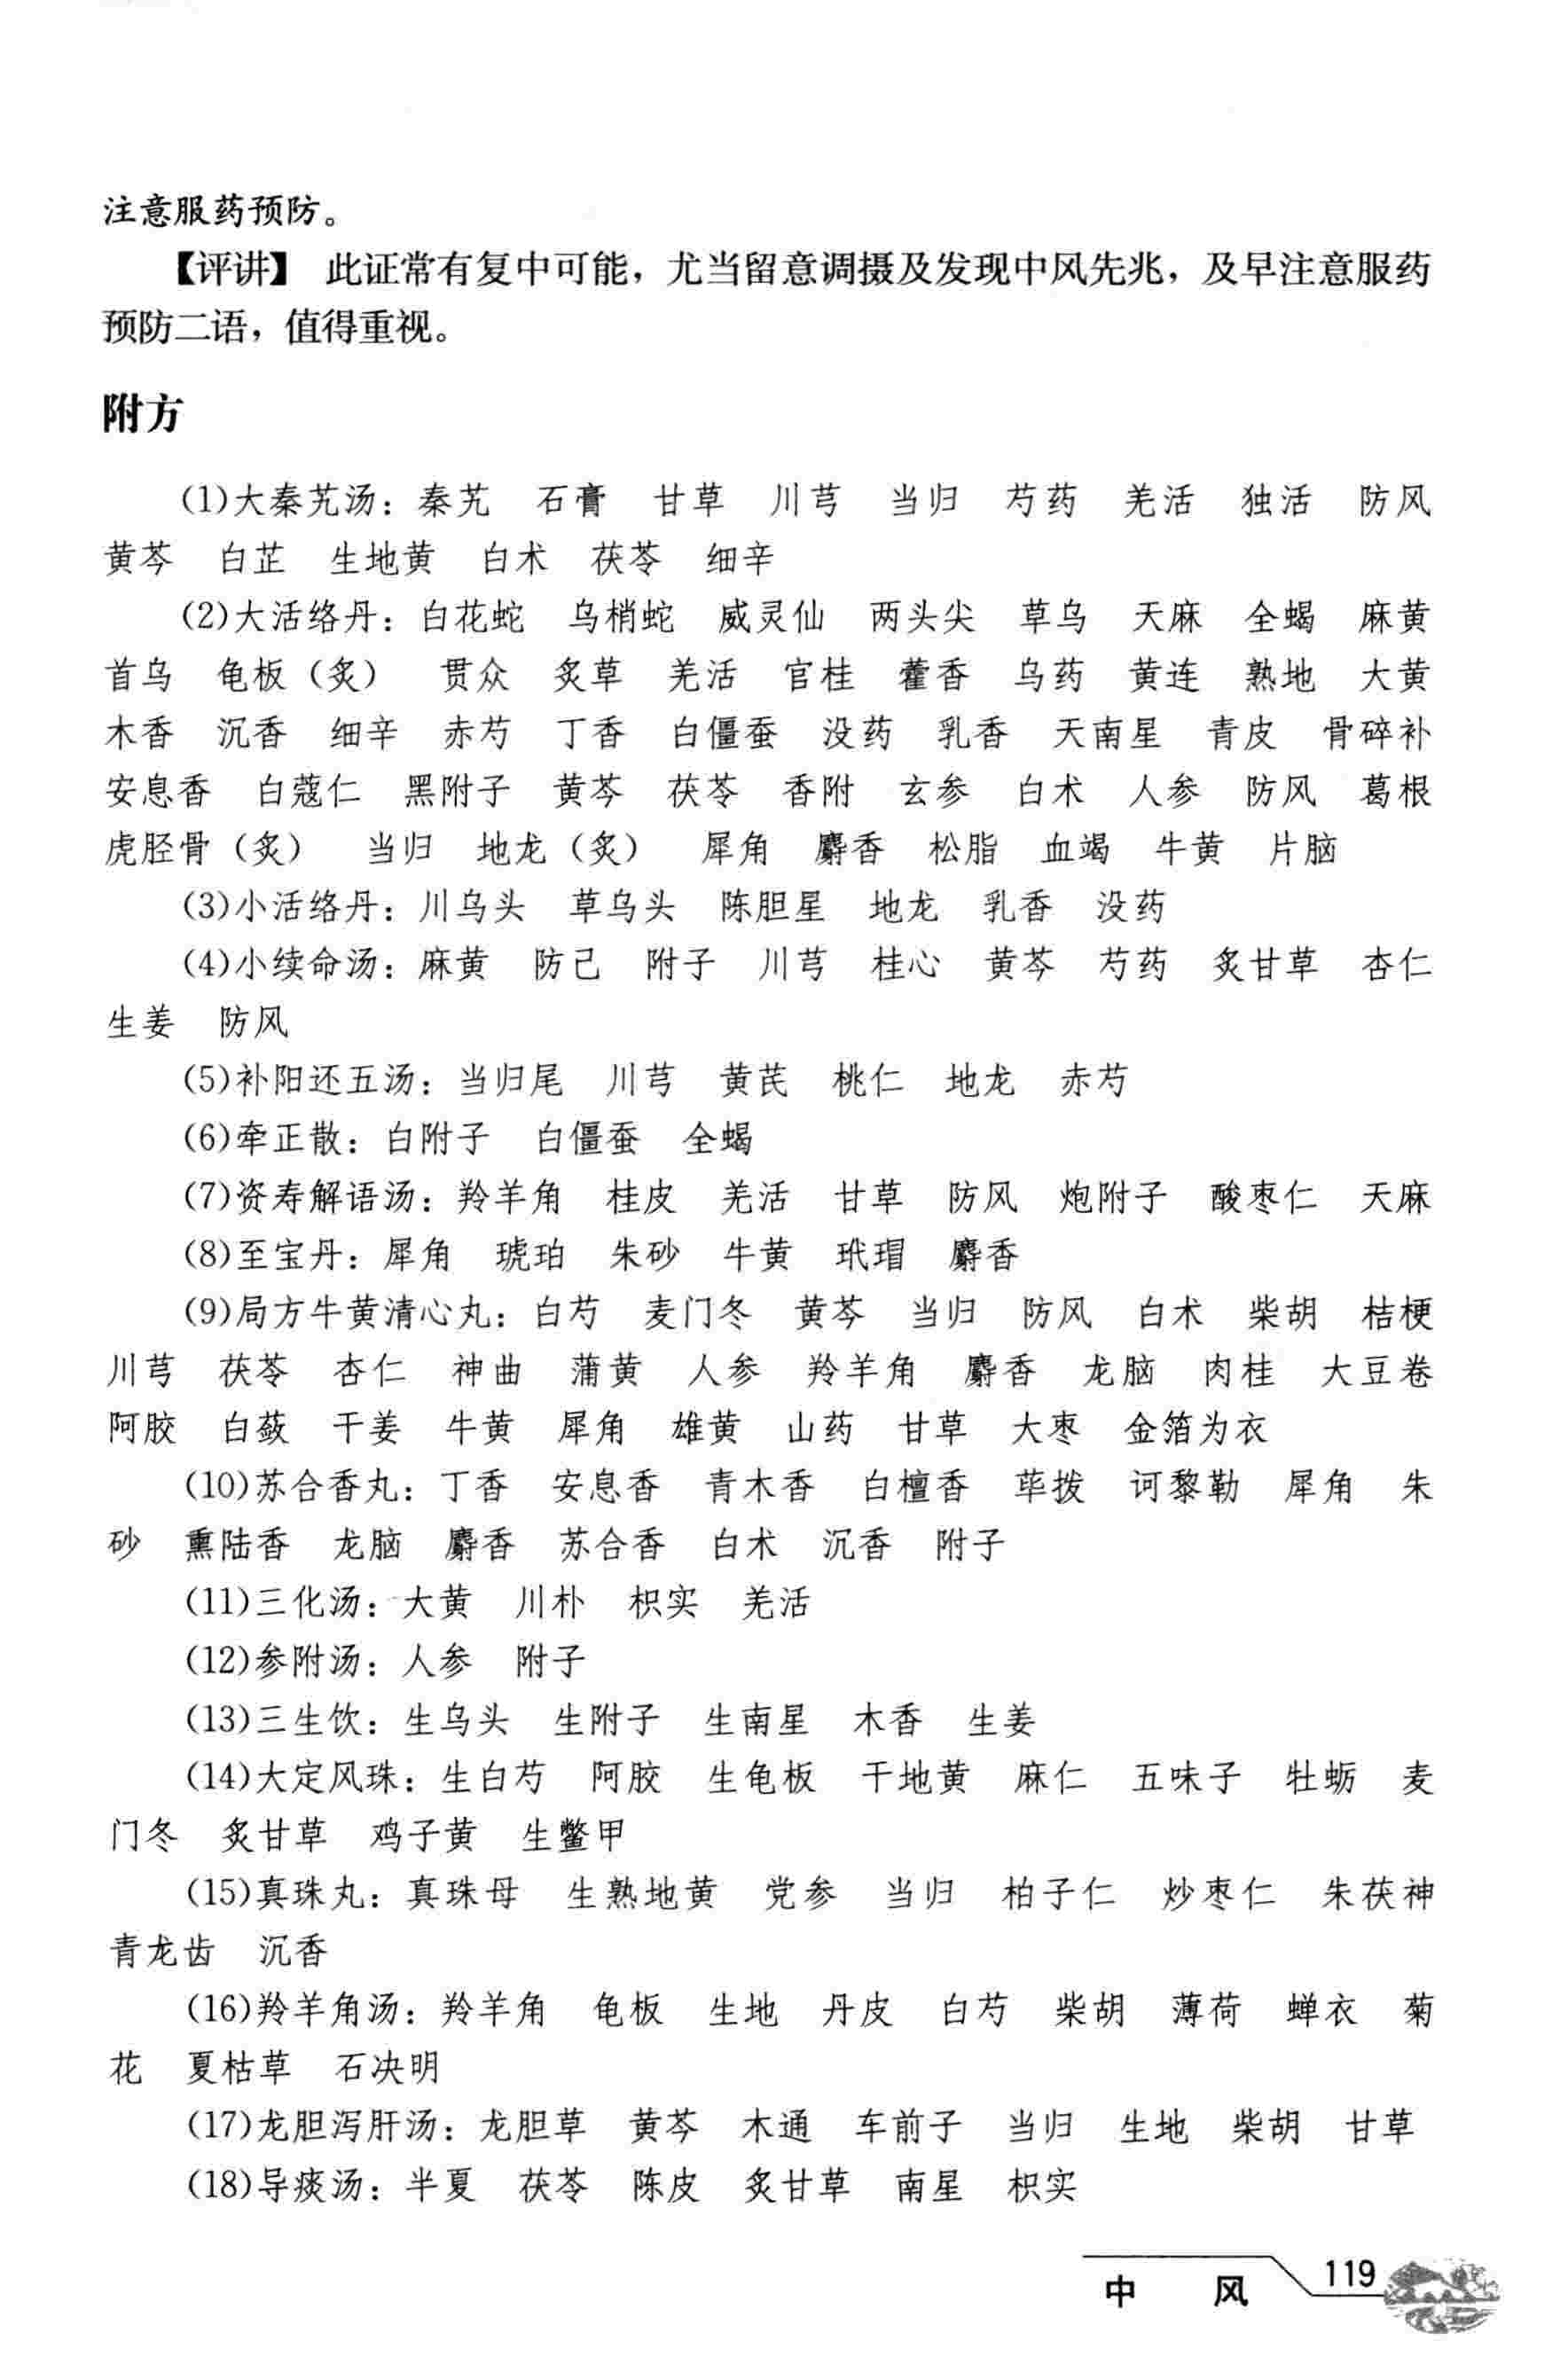 注意服药预防。
【评讲】 此证常有复中可能，尤当留意调摄及发现中风先兆，及早注意服药
预防二语，值得重视。
附方
(1)大秦艽汤：秦艽 石膏 甘草 川芎 当归 芍药 羌活 独活 防风
黄芩 白芷 生地黄 白术 茯苓 细辛
(2)大活络丹：白花蛇 乌梢蛇 威灵仙 两头尖 草乌 天麻 全蝎 麻黄
首乌 龟板（炙） 贯众 炙草 羌活 官桂 藿香 乌药 黄连 熟地 大黄
木香 沉香 细辛 赤芍 丁香 白僵蚕 没药 乳香 天南星 青皮 骨碎补
安息香 白蔻仁 黑附子 黄芩 茯苓 香附 玄参 白术 人参 防风 葛根
虎胫骨（炙） 当归 地龙（炙） 犀角 麝香 松脂 血竭 牛黄 片脑
(3)小活络丹：川乌头 草乌头 陈胆星 地龙 乳香 没药
(4)小续命汤：麻黄 防己 附子 川芎 桂心 黄芩 芍药 炙甘草 杏仁
生姜 防风
(5)补阳还五汤：当归尾 川芎 黄芪 桃仁 地龙 赤芍
(6)牵正散：白附子 白僵蚕 全蝎
(7)资寿解语汤：羚羊角 桂皮 羌活 甘草 防风 炮附子 酸枣仁 天麻
(8)至宝丹：犀角 琥珀 朱砂 牛黄 玳瑁 麝香
(9)局方牛黄清心丸：白芍 麦门冬 黄芩 当归 防风 白术 柴胡 桔梗
川芎 茯苓 杏仁 神曲 蒲黄 人参 羚羊角 麝香 龙脑 肉桂 大豆卷
阿胶 白蔹 干姜 牛黄 犀角 雄黄 山药 甘草 大枣 金箔为衣
(10)苏合香丸：丁香 安息香 青木香 白檀香 荜拨 诃黎勒 犀角 朱
砂 熏陆香 龙脑 麝香 苏合香 白术 沉香 附子
(11)三化汤：大黄 川朴 枳实 羌活
(12)参附汤：人参 附子
(13)三生饮：生乌头 生附子 生南星 木香 生姜
(14)大定风珠：生白芍 阿胶 生龟板 干地黄 麻仁 五味子 牡蛎 麦
门冬 炙甘草 鸡子黄 生鳖甲
(15)真珠丸：真珠母 生熟地黄 党参 当归 柏子仁 炒枣仁 朱茯神
青龙齿 沉香
(16)羚羊角汤：羚羊角 龟板 生地 丹皮 白芍 柴胡 薄荷 蝉衣 菊
花 夏枯草 石决明
(17)龙胆泻肝汤：龙胆草 黄芩 木通 车前子 当归 生地 柴胡 甘草
(18)导痰汤：半夏 茯苓 陈皮 炙甘草 南星 枳实
中 风 119